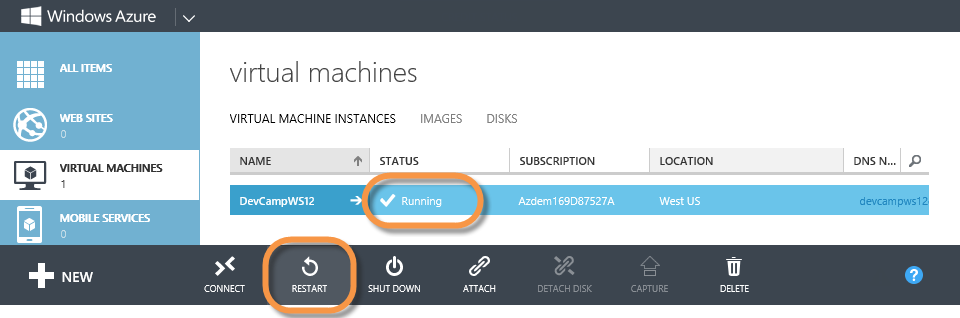 Windows Azure
ALL ITEMS
WEB SITES
0
VIRTUAL MACHINES
1
MOBILE SERVICES
0
virtual machines
VIRTUAL MACHINE INSTANCES IMAGES DISKS
NAME STATUS SUBSCRIPTION LOCATION DNS N...
DevCampWS12 Running Azdem169D87527A West US devcampws12
NEW CONNECT RESTART SHUT DOWN ATTACH DETACH DISK CAPTURE DELETE ?